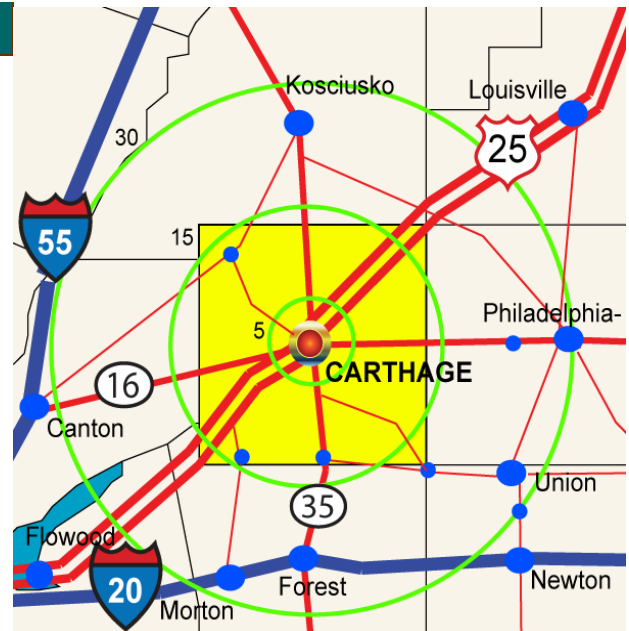 Kosciusko
Louisville
30
25
55
15
5
Philadelphia-
CARTHAGE
16
Canton
Union
35
Flowood
20
Morton
Forest
Newton